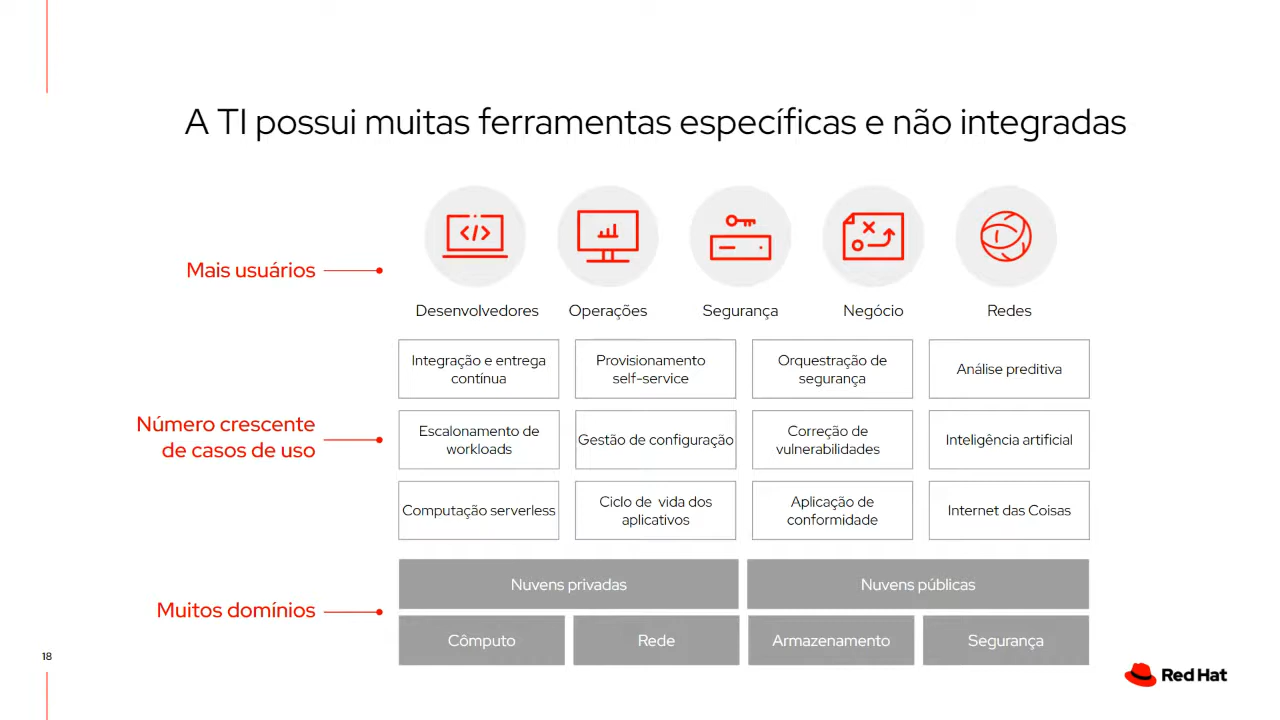 A TI possui muitas ferramentas específicas e não integradas
Mais usuários
Desenvolvedores
Operações
Segurança
Negócio
Redes
Número crescente
de casos de uso
Integração e entrega
contínua
Provisionamento
self-service
Orquestração de
segurança
Análise preditiva
Escalonamento de
workloads
Gestão de configuração
Correção de
vulnerabilidades
Inteligência artificial
Computação serverless
Ciclo de vida dos
aplicativos
Aplicação de
conformidade
Internet das Coisas
Muitos domínios
Nuvens privadas
Nuvens públicas
Cômputo
Rede
Armazenamento
Segurança
18
Red Hat